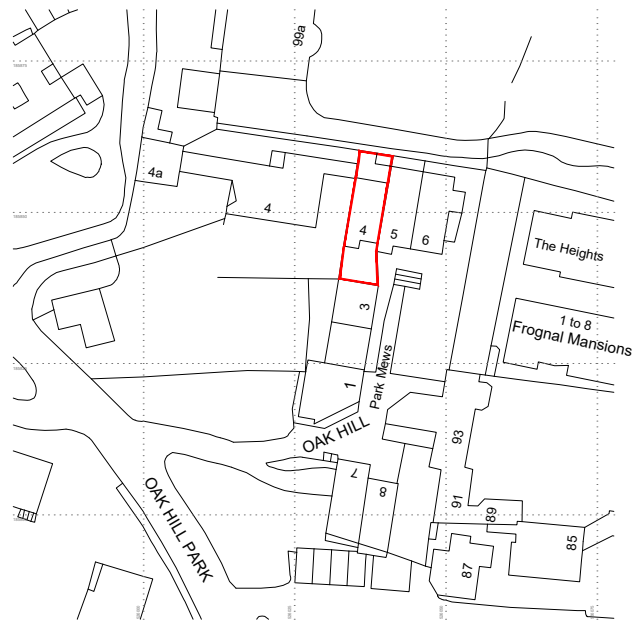 99a
4a
4
4
5
6
The Heights
3
1 to 8
Frognal Mansions
1
Park Mews
OAK HILL
93
7
8
OAK HILL PARK
91
89
85
87